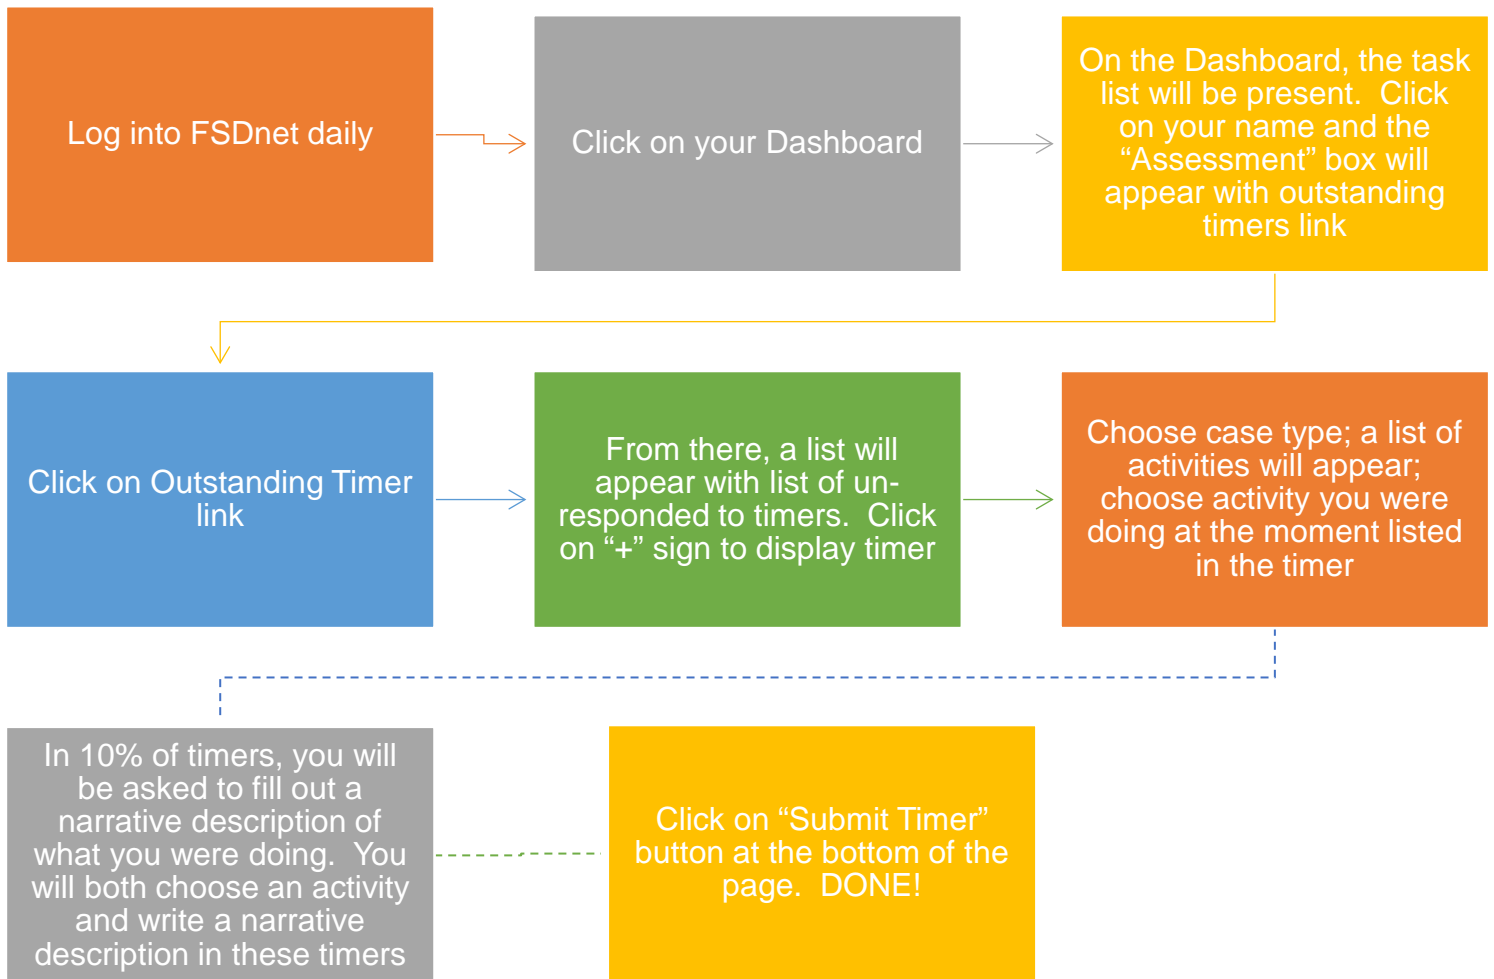 Log into FSDnet daily
Click on your Dashboard
On the Dashboard, the task
list will be present.  Click
on your name and the
“Assessment” box will
appear with outstanding
timers link
Click on Outstanding Timer
link
From there, a list will
appear with list of un-
responded to timers.  Click
on “+” sign to display timer
Choose case type; a list of
activities will appear;
choose activity you were
doing at the moment listed
in the timer
In 10% of timers, you will
be asked to fill out a
narrative description of
what you were doing.  You
will both choose an activity
and write a narrative
description in these timers
Click on “Submit Timer”
button at the bottom of the
page.  DONE!